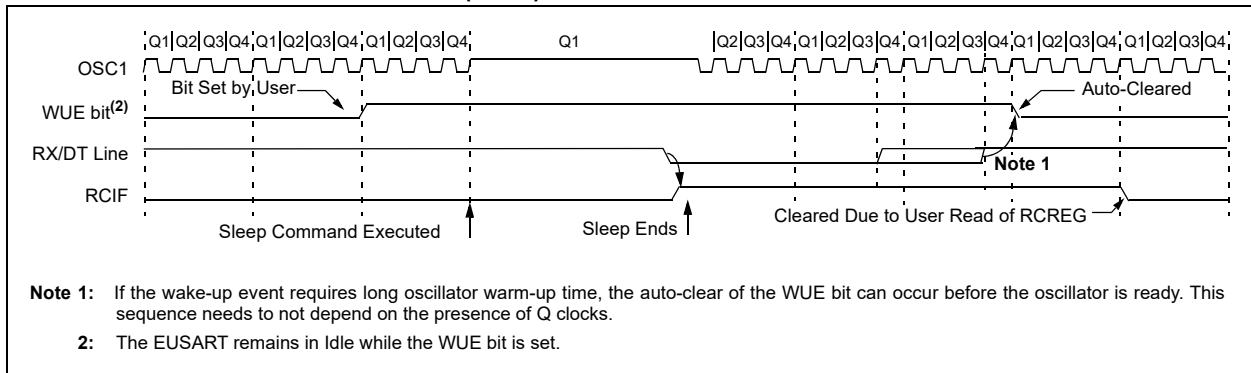 Q1 Q2 Q3 Q4 Q1 Q2 Q3 Q4 Q1 Q2 Q3 Q4 Q1 Q2 Q3 Q4 Q1 Q2 Q3 Q4 Q1 Q2 Q3 Q4 Q1 Q2 Q3 Q4 Q1 Q2 Q3 Q4
OSC1
Bit Set by User
Auto-Cleared
WUE bit(2)
RX/DT Line
Note 1
RCIF
Cleared Due to User Read of RCREG
Sleep Command Executed
Sleep Ends
Note 1: If the wake-up event requires long oscillator warm-up time, the auto-clear of the WUE bit can occur before the oscillator is ready. This
sequence needs to not depend on the presence of Q clocks.
2: The EUSART remains in Idle while the WUE bit is set.